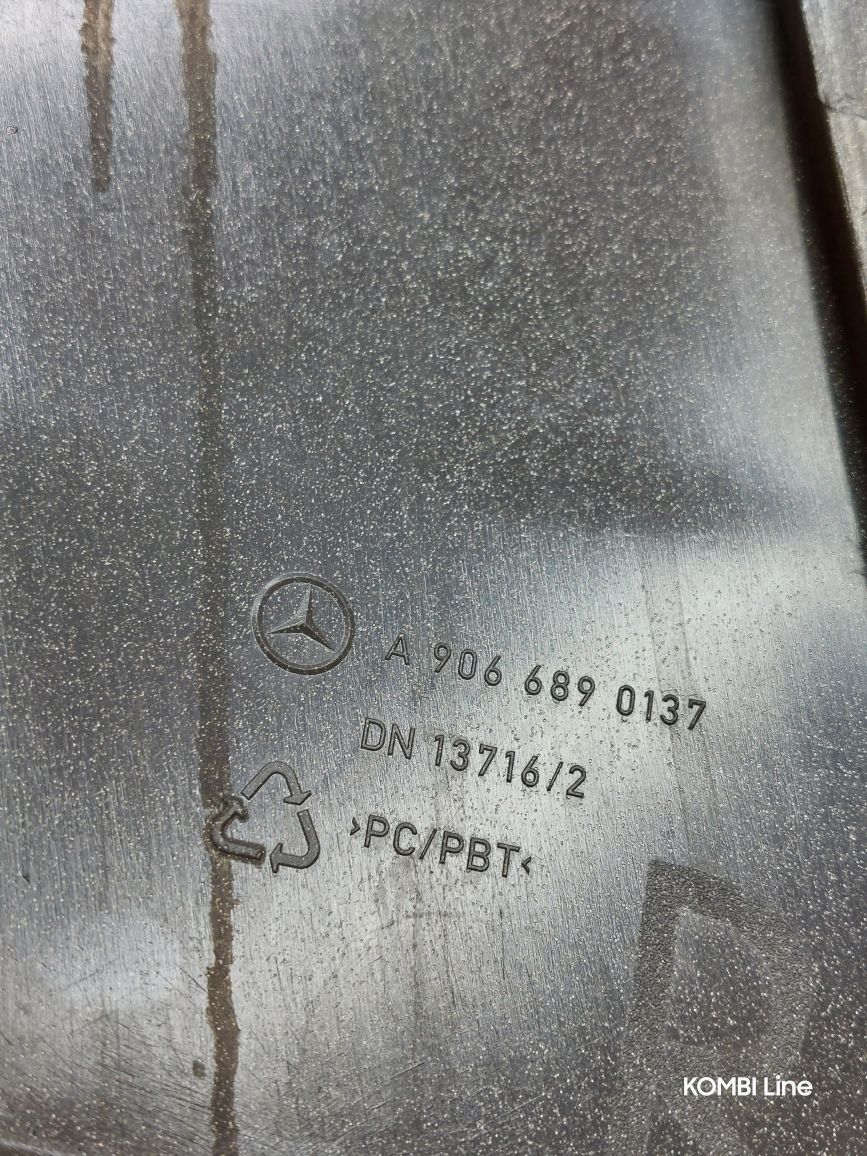 A 906 689 0137
DN 13716/2
>PC/PBT<
R
KOMBI Line